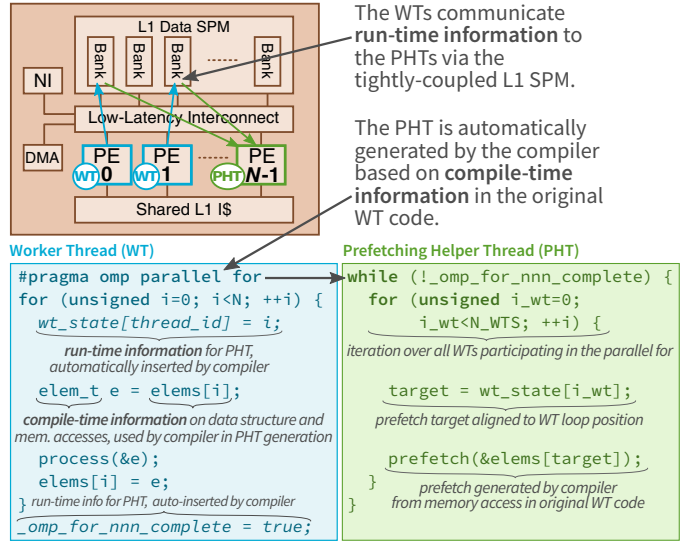 L1 Data SPM
Bank
Bank
Bank
Bank
NI
Low-Latency Interconnect
DMA
PE
WT 0
PE
WT 1
PE
PHT N-1
Shared L1 I$
The WTs communicate
run-time information to
the PHTs via the
tightly-coupled L1 SPM.
The PHT is automatically
generated by the compiler
based on compile-time
information in the original
WT code.
Worker Thread (WT)
#pragma omp parallel for
for (unsigned i=0; i<N; ++i) {
wt_state[thread_id] = i;
run-time information for PHT,
automatically inserted by compiler
elem_t e = elems[i];
compile-time information on data structure and
mem. accesses, used by compiler in PHT generation
process(&e);
elems[i] = e;
} run-time info for PHT, auto-inserted by compiler
_omp_for_nnn_complete = true;
Prefetching Helper Thread (PHT)
while (!_omp_for_nnn_complete) {
for (unsigned i_wt=0;
i_wt<N_WTS; ++i) {
iteration over all WTs participating in the parallel for
target = wt_state[i_wt];
prefetch target aligned to WT loop position
prefetch(&elems[target]);
} prefetch generated by compiler
} from memory access in original WT code